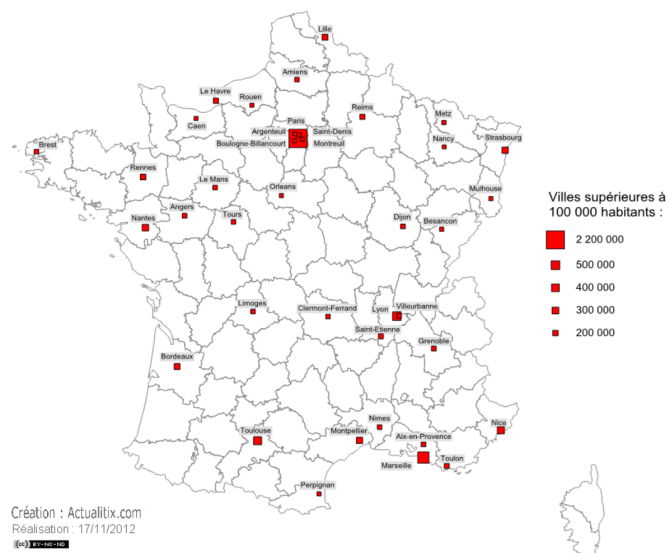 Lille
Amiens
Le Havre
Rouen
Reims
Metz
Caen
Paris
Argenteuil
Saint-Denis
Nancy
Strasbourg
Boulogne-Billancourt
Montreuil
Brest
Rennes
Le Mans
Orleans
Mulhouse
Nantes
Angers
Tours
Dijon
Besancon
Villes supérieures à
100 000 habitants :
2 200 000
500 000
400 000
300 000
200 000
Limoges
Clermont-Ferrand
Lyon
Villeurbanne
Saint-Etienne
Grenoble
Bordeaux
Nimes
Toulouse
Montpellier
Aix-en-Provence
Nice
Marseille
Toulon
Perpignan
Création : Actualitix.com
Réalisation : 17/11/2012
(cc) BY-NC-ND